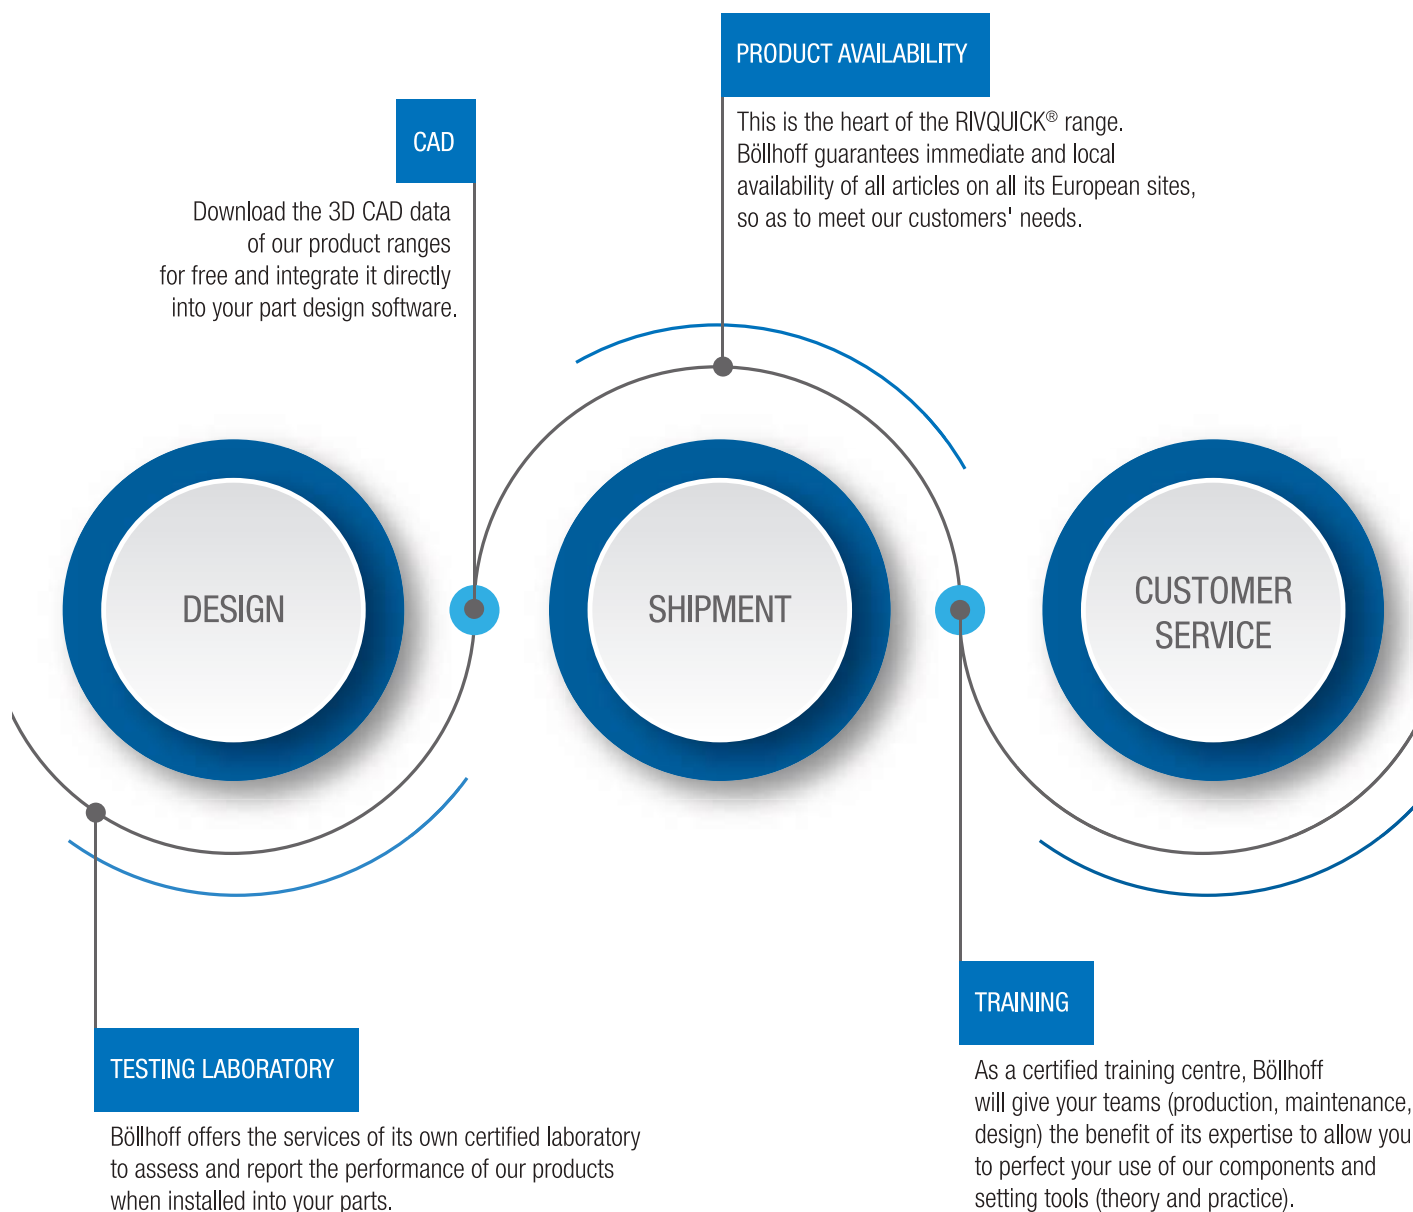 PRODUCT AVAILABILITY
This is the heart of the RIVQUICK® range.
Böllhoff guarantees immediate and local
availability of all articles on all its European sites,
so as to meet our customers' needs.
CAD
Download the 3D CAD data
of our product ranges
for free and integrate it directly
into your part design software.
DESIGN
SHIPMENT
CUSTOMER
SERVICE
TESTING LABORATORY
Böllhoff offers the services of its own certified laboratory
to assess and report the performance of our products
when installed into your parts.
TRAINING
As a certified training centre, Böllhoff
will give your teams (production, maintenance,
design) the benefit of its expertise to allow you
to perfect your use of our components and
setting tools (theory and practice).